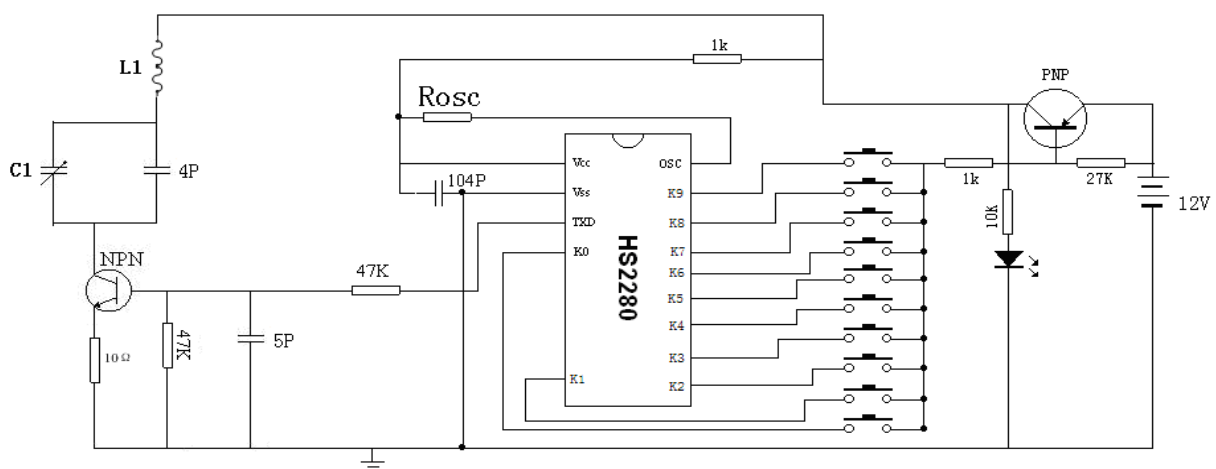 1k
PNP
L1
Rosc
C1
4P
Vcc
OSC
104P
Vss
K9
1k
27K
12V
TXD
K8
10K
K0
K7
NPN
47K
HS2280
K6
K5
K4
10Ω
47K
5P
K3
K1
K2